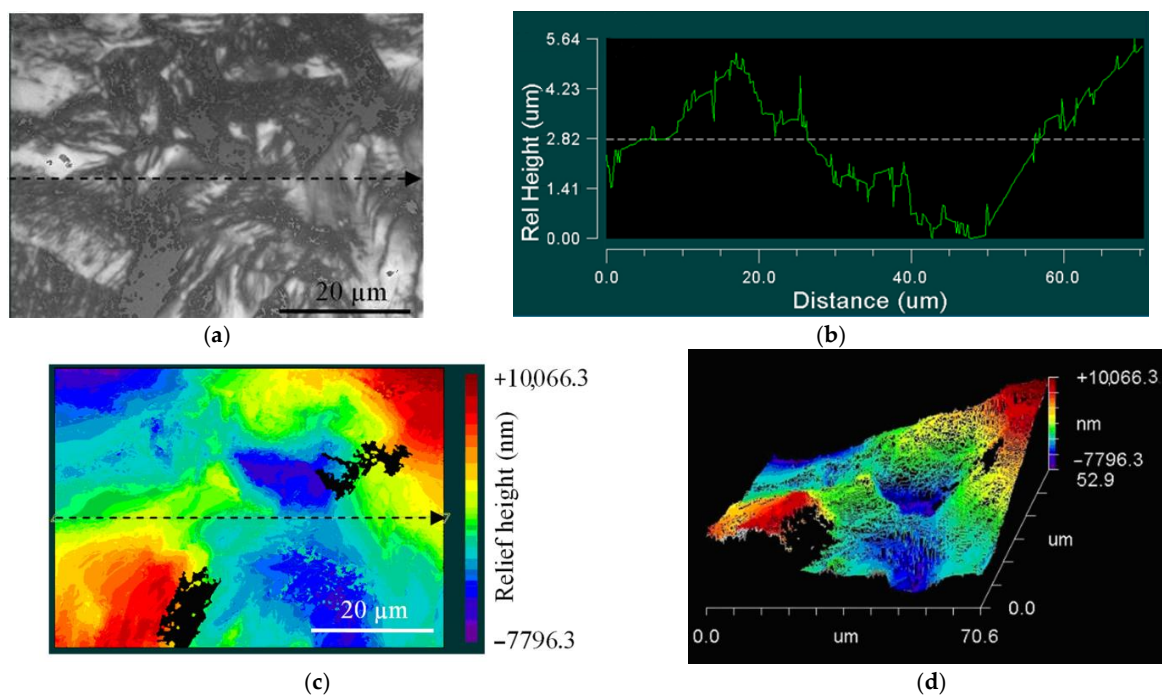 20 µm
(a)
5.64
4.23
2.82
1.41
0.00
Rel Height (um)
0.0
20.0
40.0
60.0
Distance (um)
(b)
+10,066.3
Relief height (nm)
−7796.3
20 µm
(c)
+10,066.3
nm
−7796.3
52.9
um
0.0
0.0
um
70.6
(d)